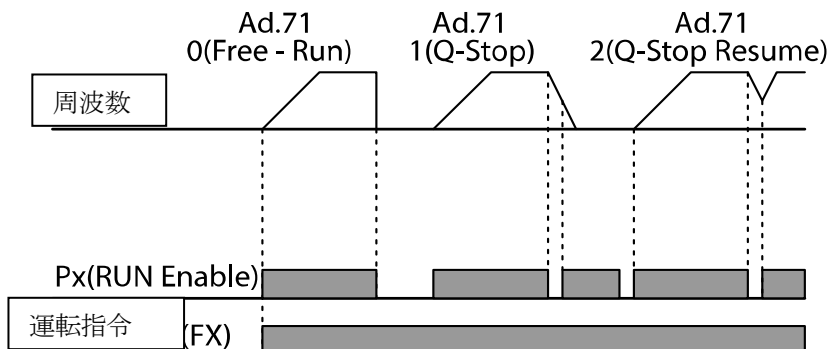 Ad.71
0(Free - Run)
Ad.71
1(Q-Stop)
Ad.71
2(Q-Stop Resume)
周波数
Px(RUN Enable)
運転指令
(FX)